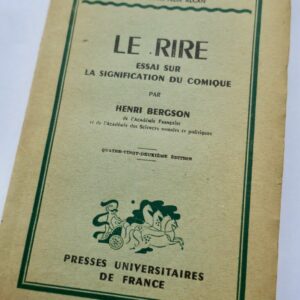 LE RIRE
ESSAI SUR
LA SIGNIFICATION DU COMIQUE
PAR
HENRI BERGSON
de l'Académie Française
et de l'Académie des Sciences morales et politiques
QUATRE-VINGT-DEUXIÈME ÉDITION
PRESSES UNIVERSITAIRES
DE FRANCE